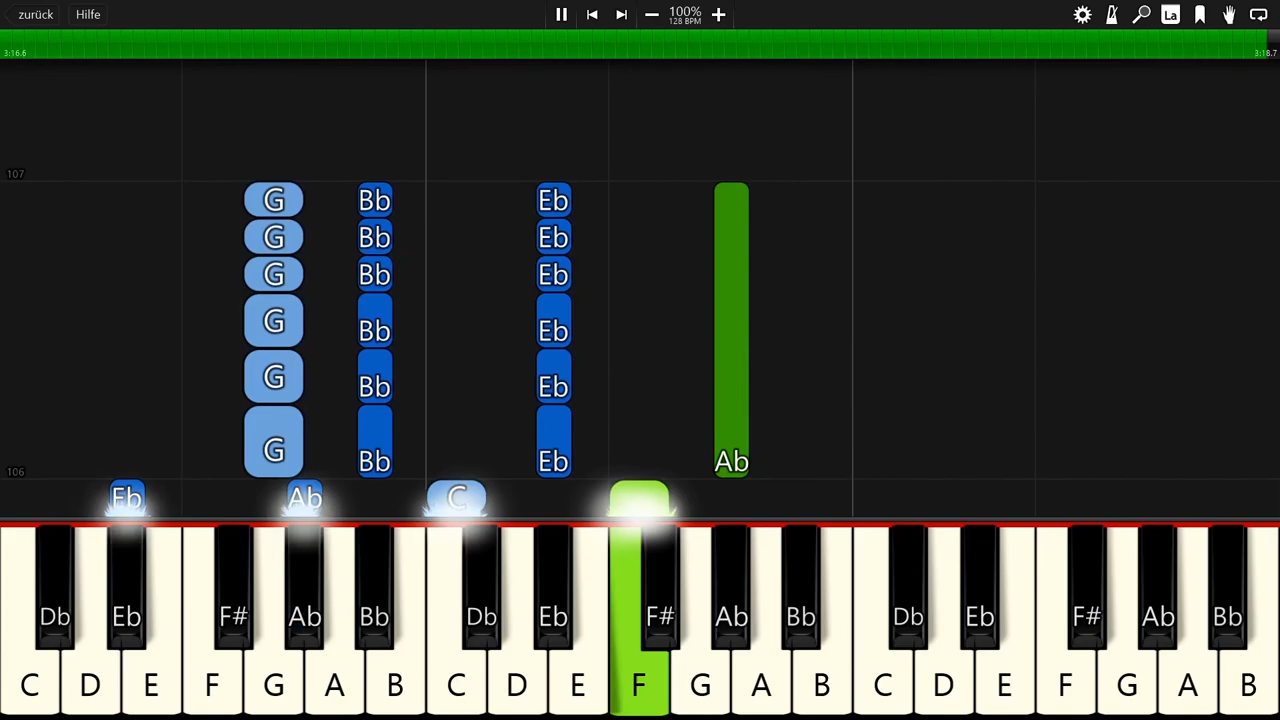 zurück Hilfe 100% La
128 BPM
3:16.6 3:18.7
107
G Bb Eb
G Bb Eb
G Bb Eb
G Bb Eb
G Bb Eb
G Bb Eb Ab
106
Eb Ab C
Db Eb F# Ab Bb Db Eb F# Ab Bb Db Eb F# Ab Bb
C D E F G A B C D E F G A B C D E F G A B